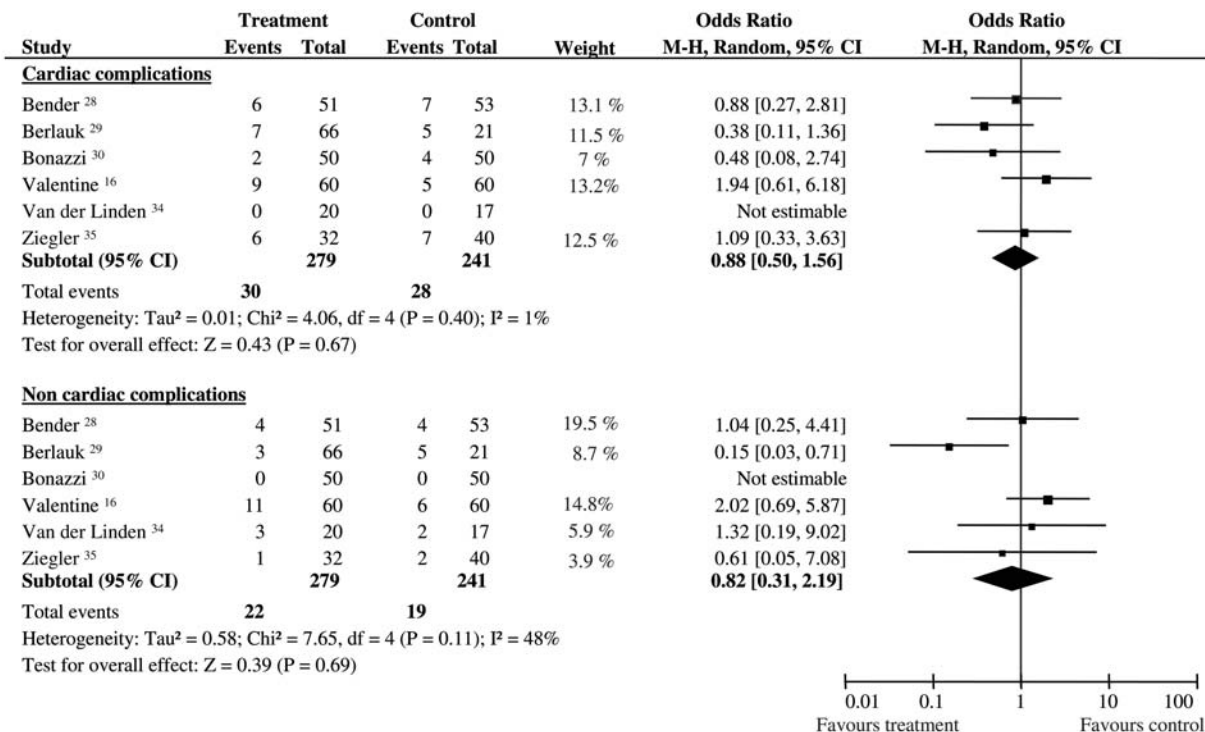 Treatment Control Odds Ratio Odds Ratio
Study Events Total Events Total Weight M-H, Random, 95% CI M-H, Random, 95% CI
Cardiac complications
Bender 28 6 51 7 53 13.1 % 0.88 [0.27, 2.81]
Berlauk 29 7 66 5 21 11.5 % 0.38 [0.11, 1.36]
Bonazzi 30 2 50 4 50 7 % 0.48 [0.08, 2.74]
Valentine 16 9 60 5 60 13.2% 1.94 [0.61, 6.18]
Van der Linden 34 0 20 0 17 Not estimable
Ziegler 35 6 32 7 40 12.5 % 1.09 [0.33, 3.63]
Subtotal (95% CI) 279 241 0.88 [0.50, 1.56]
Total events 30 28
Heterogeneity: Tau² = 0.01; Chi² = 4.06, df = 4 (P = 0.40); I² = 1%
Test for overall effect: Z = 0.43 (P = 0.67)
Non cardiac complications
Bender 28 4 51 4 53 19.5 % 1.04 [0.25, 4.41]
Berlauk 29 3 66 5 21 8.7 % 0.15 [0.03, 0.71]
Bonazzi 30 0 50 0 50 Not estimable
Valentine 16 11 60 6 60 14.8% 2.02 [0.69, 5.87]
Van der Linden 34 3 20 2 17 5.9 % 1.32 [0.19, 9.02]
Ziegler 35 1 32 2 40 3.9 % 0.61 [0.05, 7.08]
Subtotal (95% CI) 279 241 0.82 [0.31, 2.19]
Total events 22 19
Heterogeneity: Tau² = 0.58; Chi² = 7.65, df = 4 (P = 0.11); I² = 48%
Test for overall effect: Z = 0.39 (P = 0.69)
0.01 0.1 1 10 100
Favours treatment Favours control